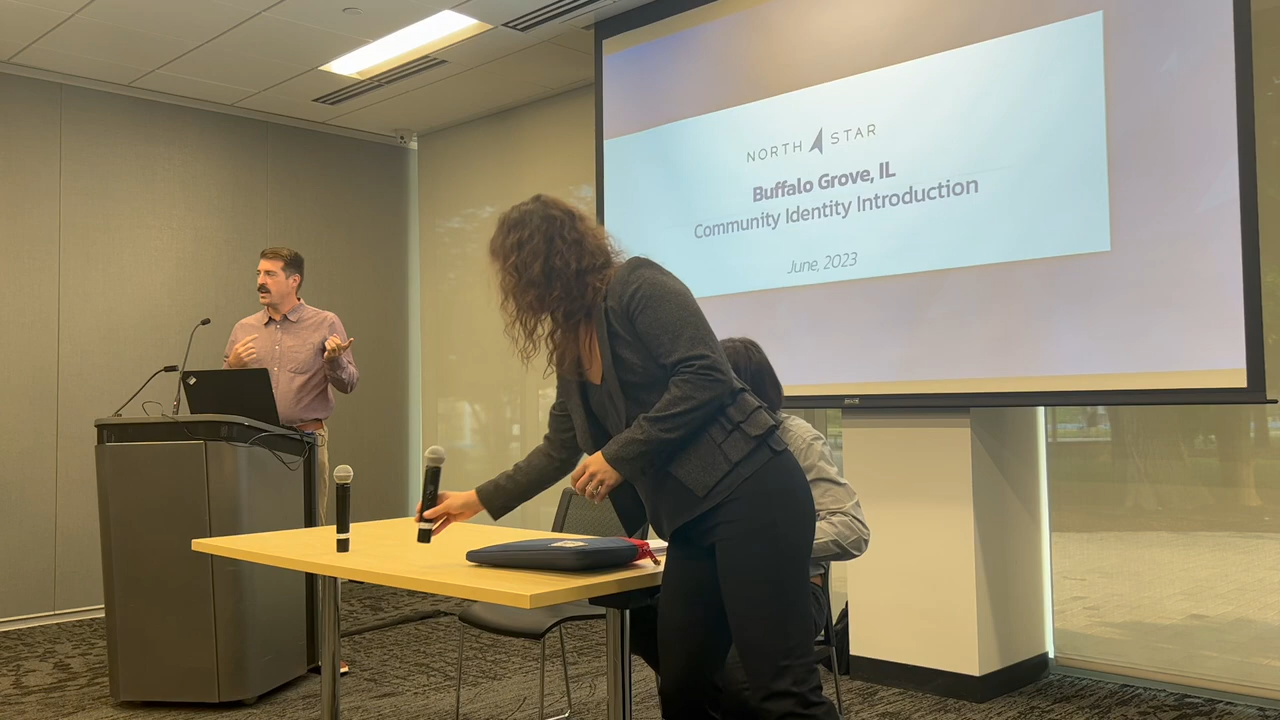 NORTH STAR
Buffalo Grove, IL
Community Identity Introduction
June, 2023